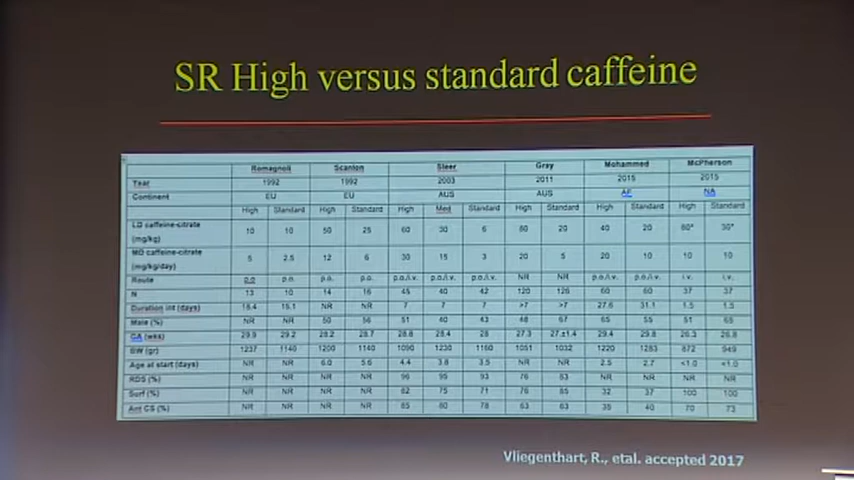 SR High versus standard caffeine
Romagnoli Scanlon Steer Gray Mohammed McPherson
Year 1992 1992 2003 2011 2015 2015
Continent EU EU AUS AUS AF NA
High Standard High Standard High Med Standard High Standard High Standard High Standard
LD caffeine-citrate (mg/kg) 10 10 50 25 60 30 6 80 20 40 20 80* 30*
MD caffeine-citrate (mg/kg/day) 5 2.5 12 6 30 15 3 20 5 20 10 10 10
Route p.o p.o. p.o. p.o. p.o/i.v. p.o/i.v. p.o/i.v. NR NR p.o/i.v. p.o/i.v. i.v. i.v.
N 13 10 14 16 45 40 42 120 126 60 60 37 37
Duration int (days) 18.4 15.1 NR NR 7 7 7 >7 >7 27.6 31.1 1.5 1.5
Male (%) NR NR 50 56 51 40 43 48 67 65 55 51 65
GA (wks) 29.9 29.2 28.2 28.7 28.8 28.4 28 27.3 27±1.4 29.4 29.8 26.3 26.8
BW (gr) 1237 1140 1200 1140 1090 1230 1160 1051 1032 1220 1283 872 949
Age at start (days) NR NR 6.0 5.6 4.4 3.8 3.5 NR NR 2.5 2.7 <1.0 <1.0
RDS (%) NR NR NR NR 96 95 93 76 83 NR NR NR NR
Surf (%) NR NR NR NR 82 75 71 76 85 32 37 100 100
Ant CS (%) NR NR NR NR 85 80 78 63 63 35 40 70 73
Vliegenthart, R., etal. accepted 2017